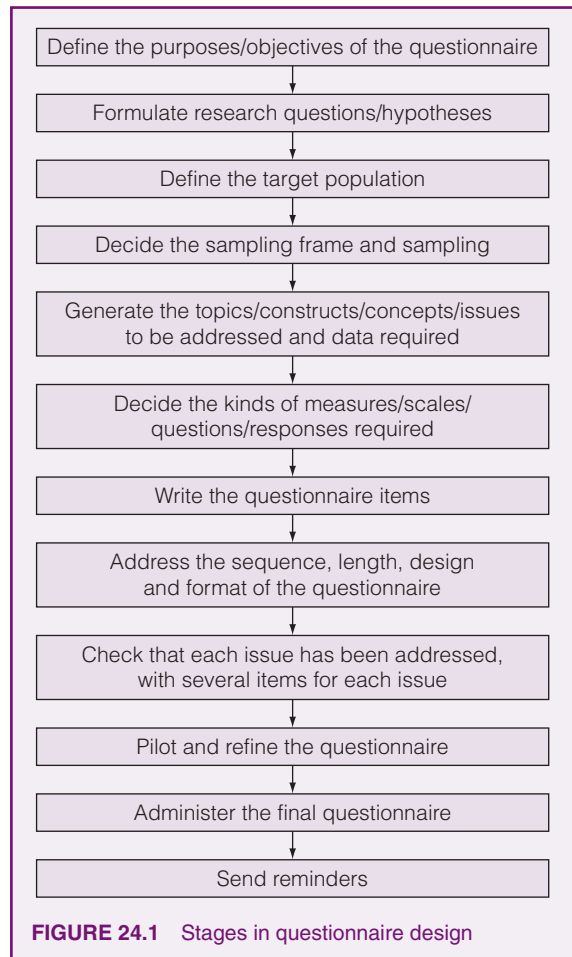 Define the purposes/objectives of the questionnaire
Formulate research questions/hypotheses
Define the target population
Decide the sampling frame and sampling
Generate the topics/constructs/concepts/issues
to be addressed and data required
Decide the kinds of measures/scales/
questions/responses required
Write the questionnaire items
Address the sequence, length, design
and format of the questionnaire
Check that each issue has been addressed,
with several items for each issue
Pilot and refine the questionnaire
Administer the final questionnaire
Send reminders
FIGURE 24.1 Stages in questionnaire design